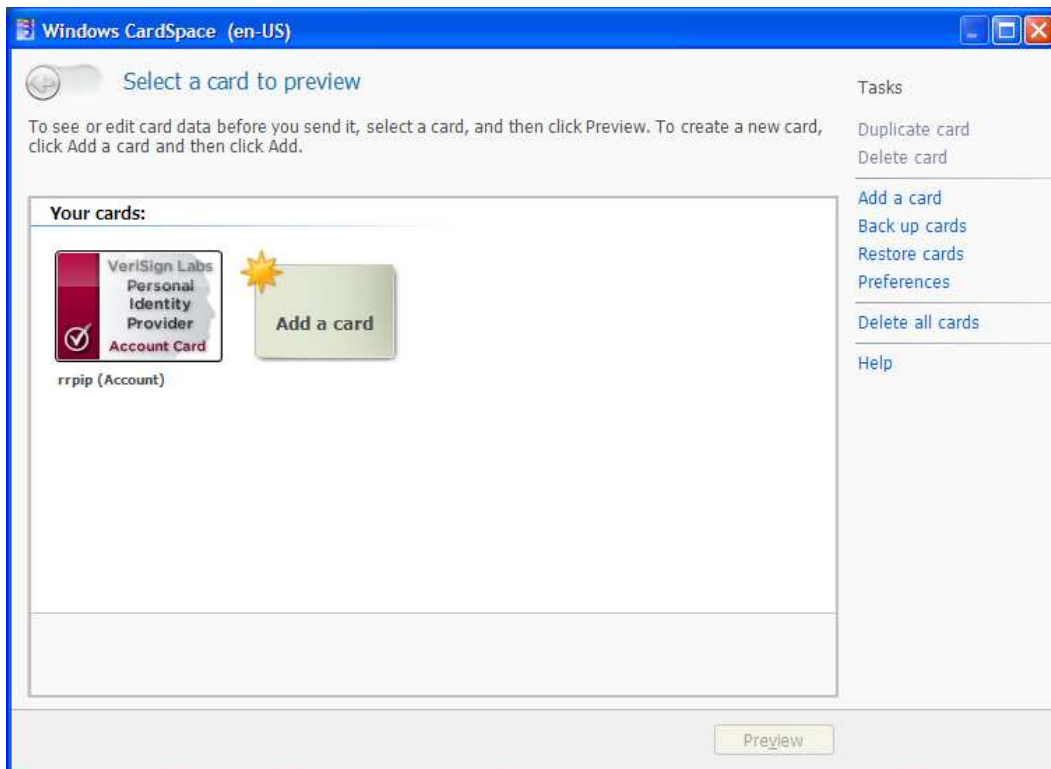 Windows CardSpace (en-US)
Select a card to preview
To see or edit card data before you send it, select a card, and then click Preview. To create a new card,
click Add a card and then click Add.
Your cards:
VeriSign Labs
Personal
Identity
Provider
Account Card
rrpip (Account)
Add a card
Tasks
Duplicate card
Delete card
Add a card
Back up cards
Restore cards
Preferences
Delete all cards
Help
Preview